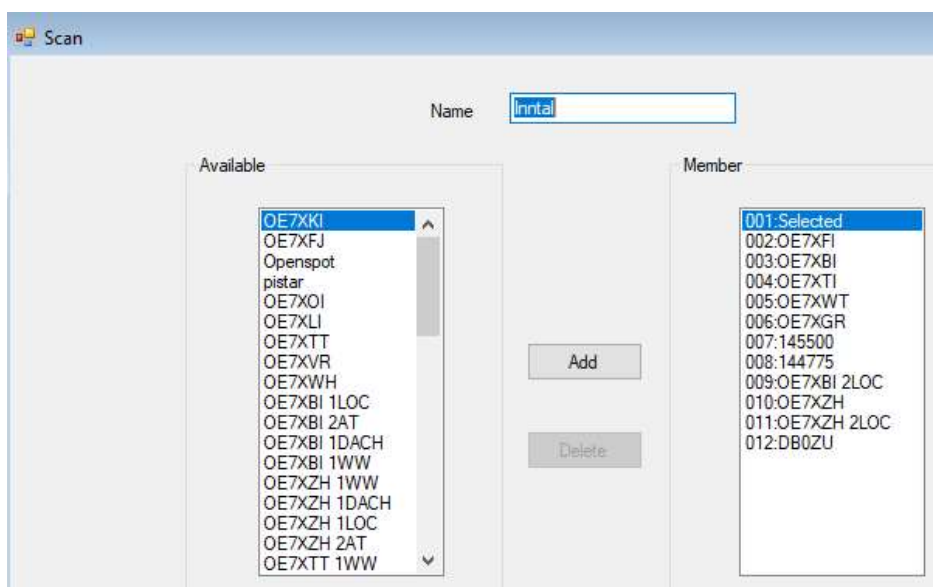 Scan
Name
Inntal
Available
OE7XKI
OE7XFJ
Openspot
pistar
OE7XOI
OE7XLI
OE7XTT
OE7XVR
OE7XWH
OE7XBI 1LOC
OE7XBI 2AT
OE7XBI 1DACH
OE7XBI 1WW
OE7XZH 1WW
OE7XZH 1DACH
OE7XZH 1LOC
OE7XZH 2AT
OE7XTT 1WW
Add
Delete
Member
001:Selected
002:OE7XFI
003:OE7XBI
004:OE7XTI
005:OE7XWT
006:OE7XGR
007:145500
008:144775
009:OE7XBI 2LOC
010:OE7XZH
011:OE7XZH 2LOC
012:DB0ZU